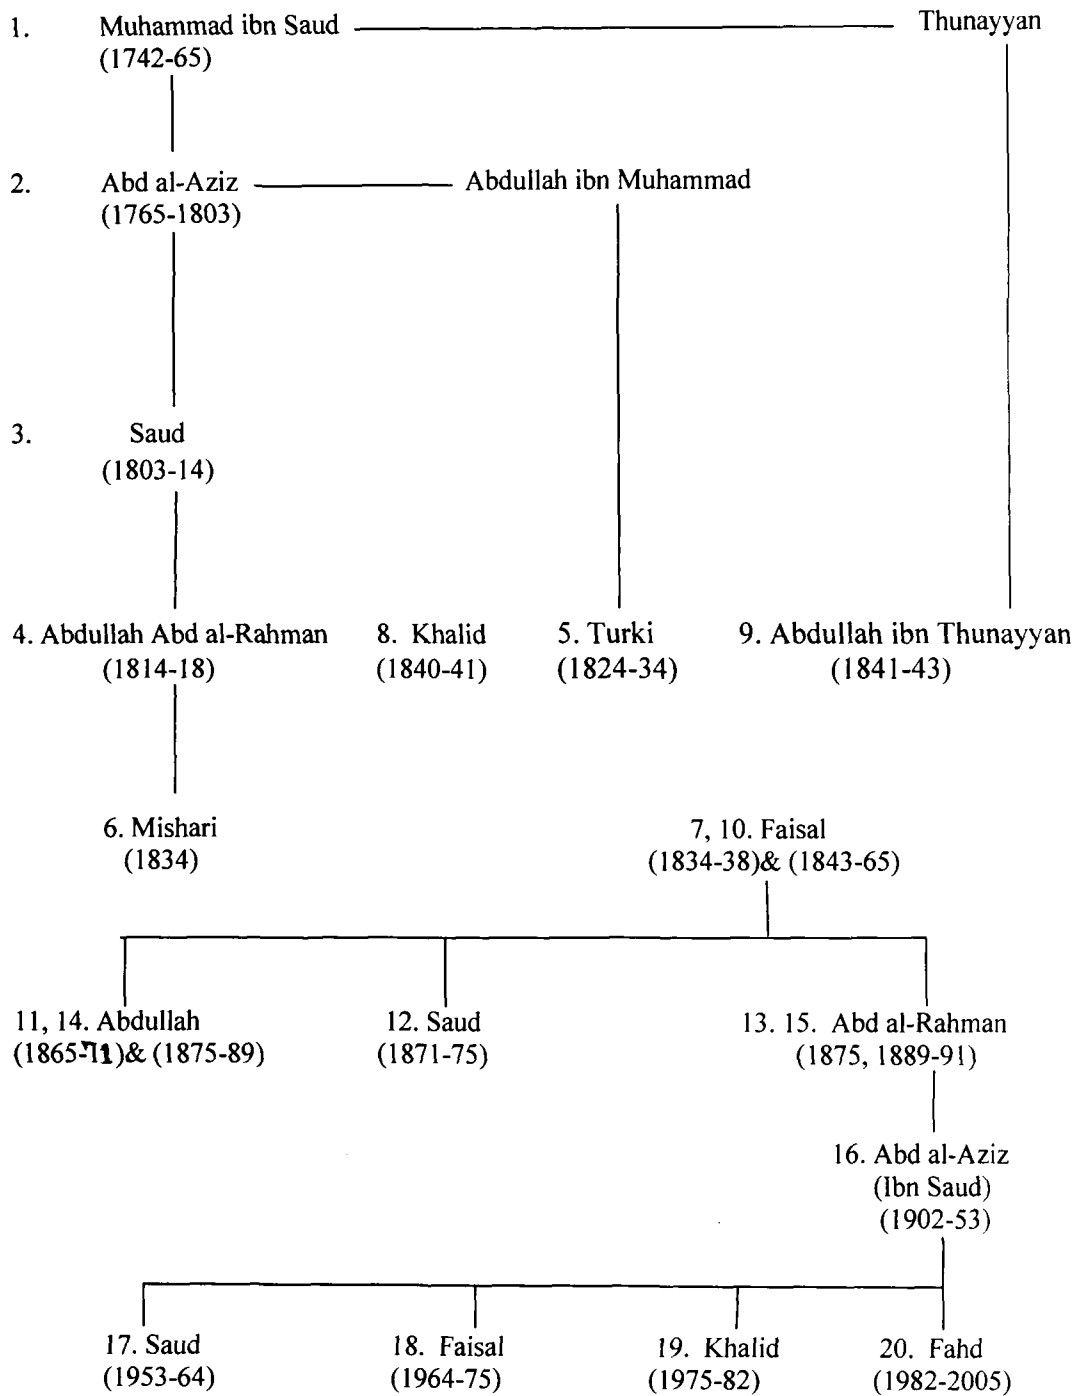 1. Muhammad ibn Saud Thunayyan
(1742-65)
2. Abd al-Aziz Abdullah ibn Muhammad
(1765-1803)
3. Saud
(1803-14)
4. Abdullah Abd al-Rahman 8. Khalid 5. Turki 9. Abdullah ibn Thunayyan
(1814-18) (1840-41) (1824-34) (1841-43)
6. Mishari 7, 10. Faisal
(1834) (1834-38)& (1843-65)
11, 14. Abdullah 12. Saud 13. 15. Abd al-Rahman
(1865-71)& (1875-89) (1871-75) (1875, 1889-91)
16. Abd al-Aziz
(Ibn Saud)
(1902-53)
17. Saud 18. Faisal 19. Khalid 20. Fahd
(1953-64) (1964-75) (1975-82) (1982-2005)